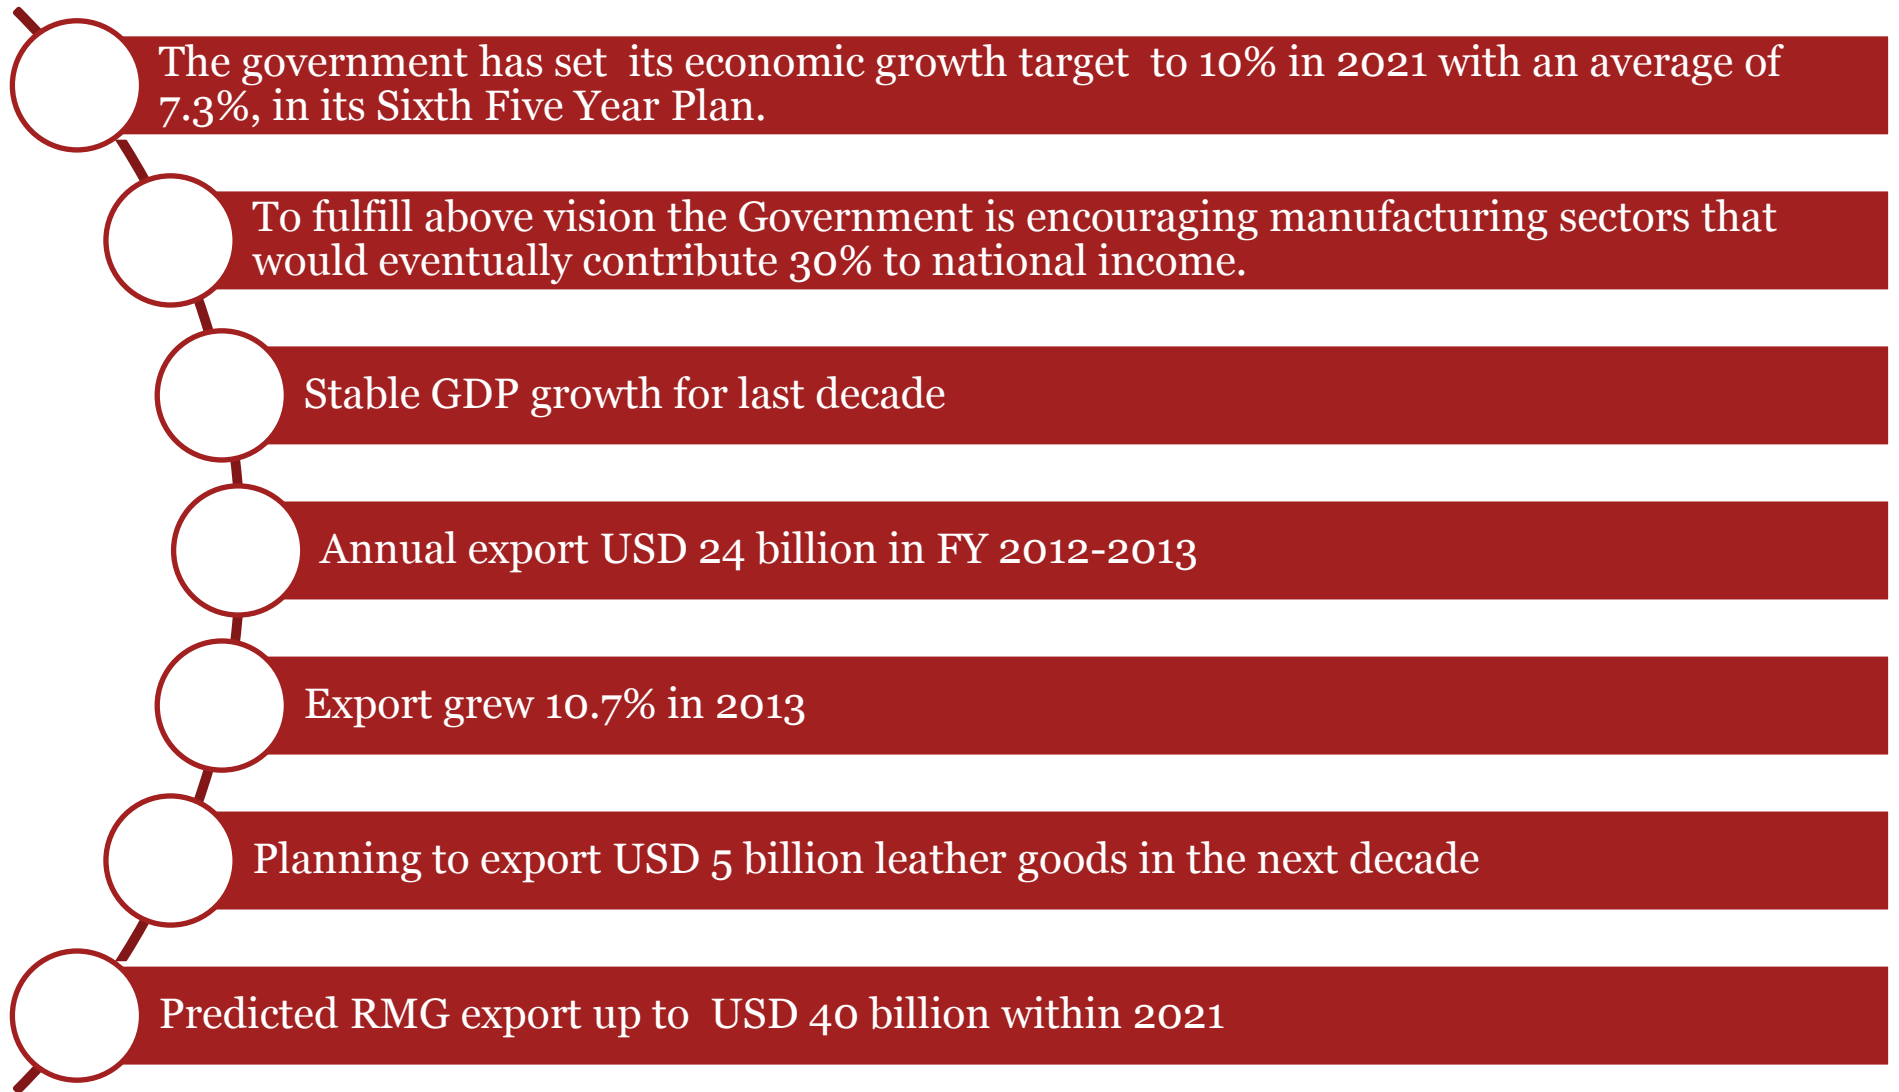 The government has set  its economic growth target  to 10% in 2021 with an average of
7.3%, in its Sixth Five Year Plan.
To fulfill above vision the Government is encouraging manufacturing sectors that
would eventually contribute 30% to national income.
Stable GDP growth for last decade
Annual export USD 24 billion in FY 2012-2013
Export grew 10.7% in 2013
Planning to export USD 5 billion leather goods in the next decade
Predicted RMG export up to  USD 40 billion within 2021